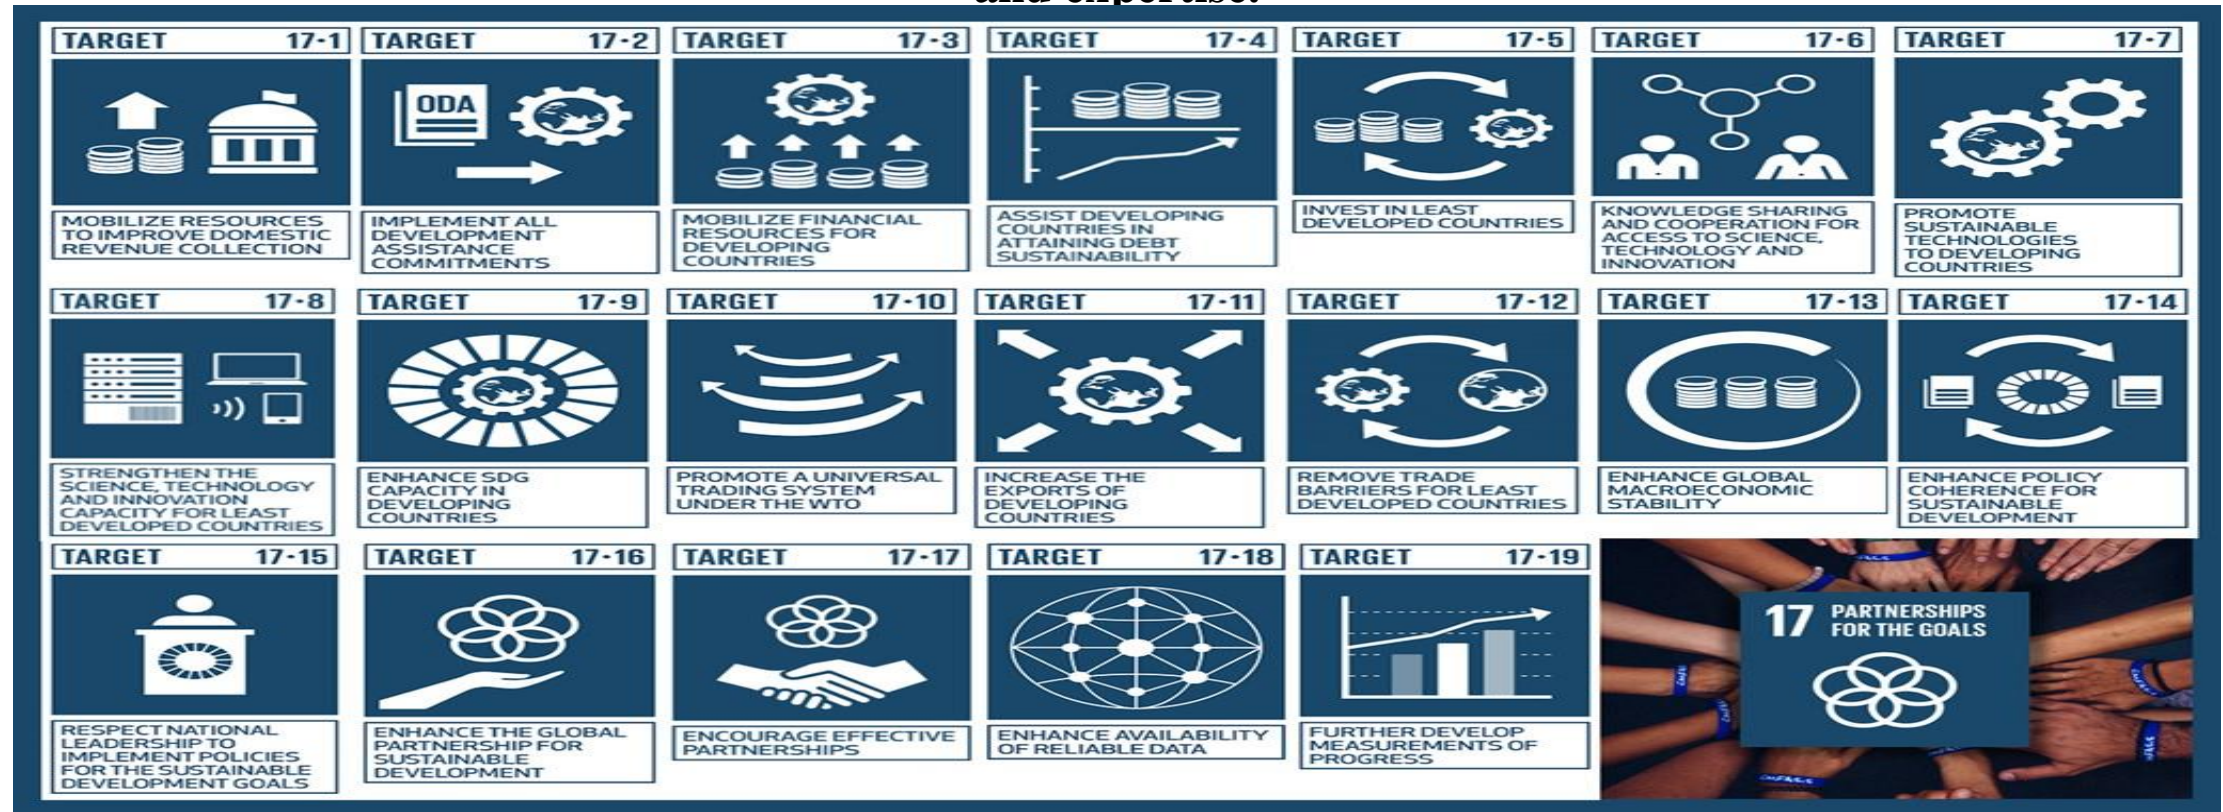 and expertise.
TARGET 17·1
MOBILIZE RESOURCES
TO IMPROVE DOMESTIC
REVENUE COLLECTION
TARGET 17·2
ODA
IMPLEMENT ALL
DEVELOPMENT
ASSISTANCE
COMMITMENTS
TARGET 17·3
MOBILIZE FINANCIAL
RESOURCES FOR
DEVELOPING
COUNTRIES
TARGET 17·4
ASSIST DEVELOPING
COUNTRIES IN
ATTAINING DEBT
SUSTAINABILITY
TARGET 17·5
INVEST IN LEAST
DEVELOPED COUNTRIES
TARGET 17·6
KNOWLEDGE SHARING
AND COOPERATION FOR
ACCESS TO SCIENCE,
TECHNOLOGY AND
INNOVATION
TARGET 17·7
PROMOTE
SUSTAINABLE
TECHNOLOGIES
TO DEVELOPING
COUNTRIES
TARGET 17·8
STRENGTHEN THE
SCIENCE, TECHNOLOGY
AND INNOVATION
CAPACITY FOR LEAST
DEVELOPED COUNTRIES
TARGET 17·9
ENHANCE SDG
CAPACITY IN
DEVELOPING
COUNTRIES
TARGET 17·10
PROMOTE A UNIVERSAL
TRADING SYSTEM
UNDER THE WTO
TARGET 17·11
INCREASE THE
EXPORTS OF
DEVELOPING
COUNTRIES
TARGET 17·12
REMOVE TRADE
BARRIERS FOR LEAST
DEVELOPED COUNTRIES
TARGET 17·13
ENHANCE GLOBAL
MACROECONOMIC
STABILITY
TARGET 17·14
ENHANCE POLICY
COHERENCE FOR
SUSTAINABLE
DEVELOPMENT
TARGET 17·15
RESPECT NATIONAL
LEADERSHIP TO
IMPLEMENT POLICIES
FOR THE SUSTAINABLE
DEVELOPMENT GOALS
TARGET 17·16
ENHANCE THE GLOBAL
PARTNERSHIP FOR
SUSTAINABLE
DEVELOPMENT
TARGET 17·17
ENCOURAGE EFFECTIVE
PARTNERSHIPS
TARGET 17·18
ENHANCE AVAILABILITY
OF RELIABLE DATA
TARGET 17·19
FURTHER DEVELOP
MEASUREMENTS OF
PROGRESS
17 PARTNERSHIPS
FOR THE GOALS